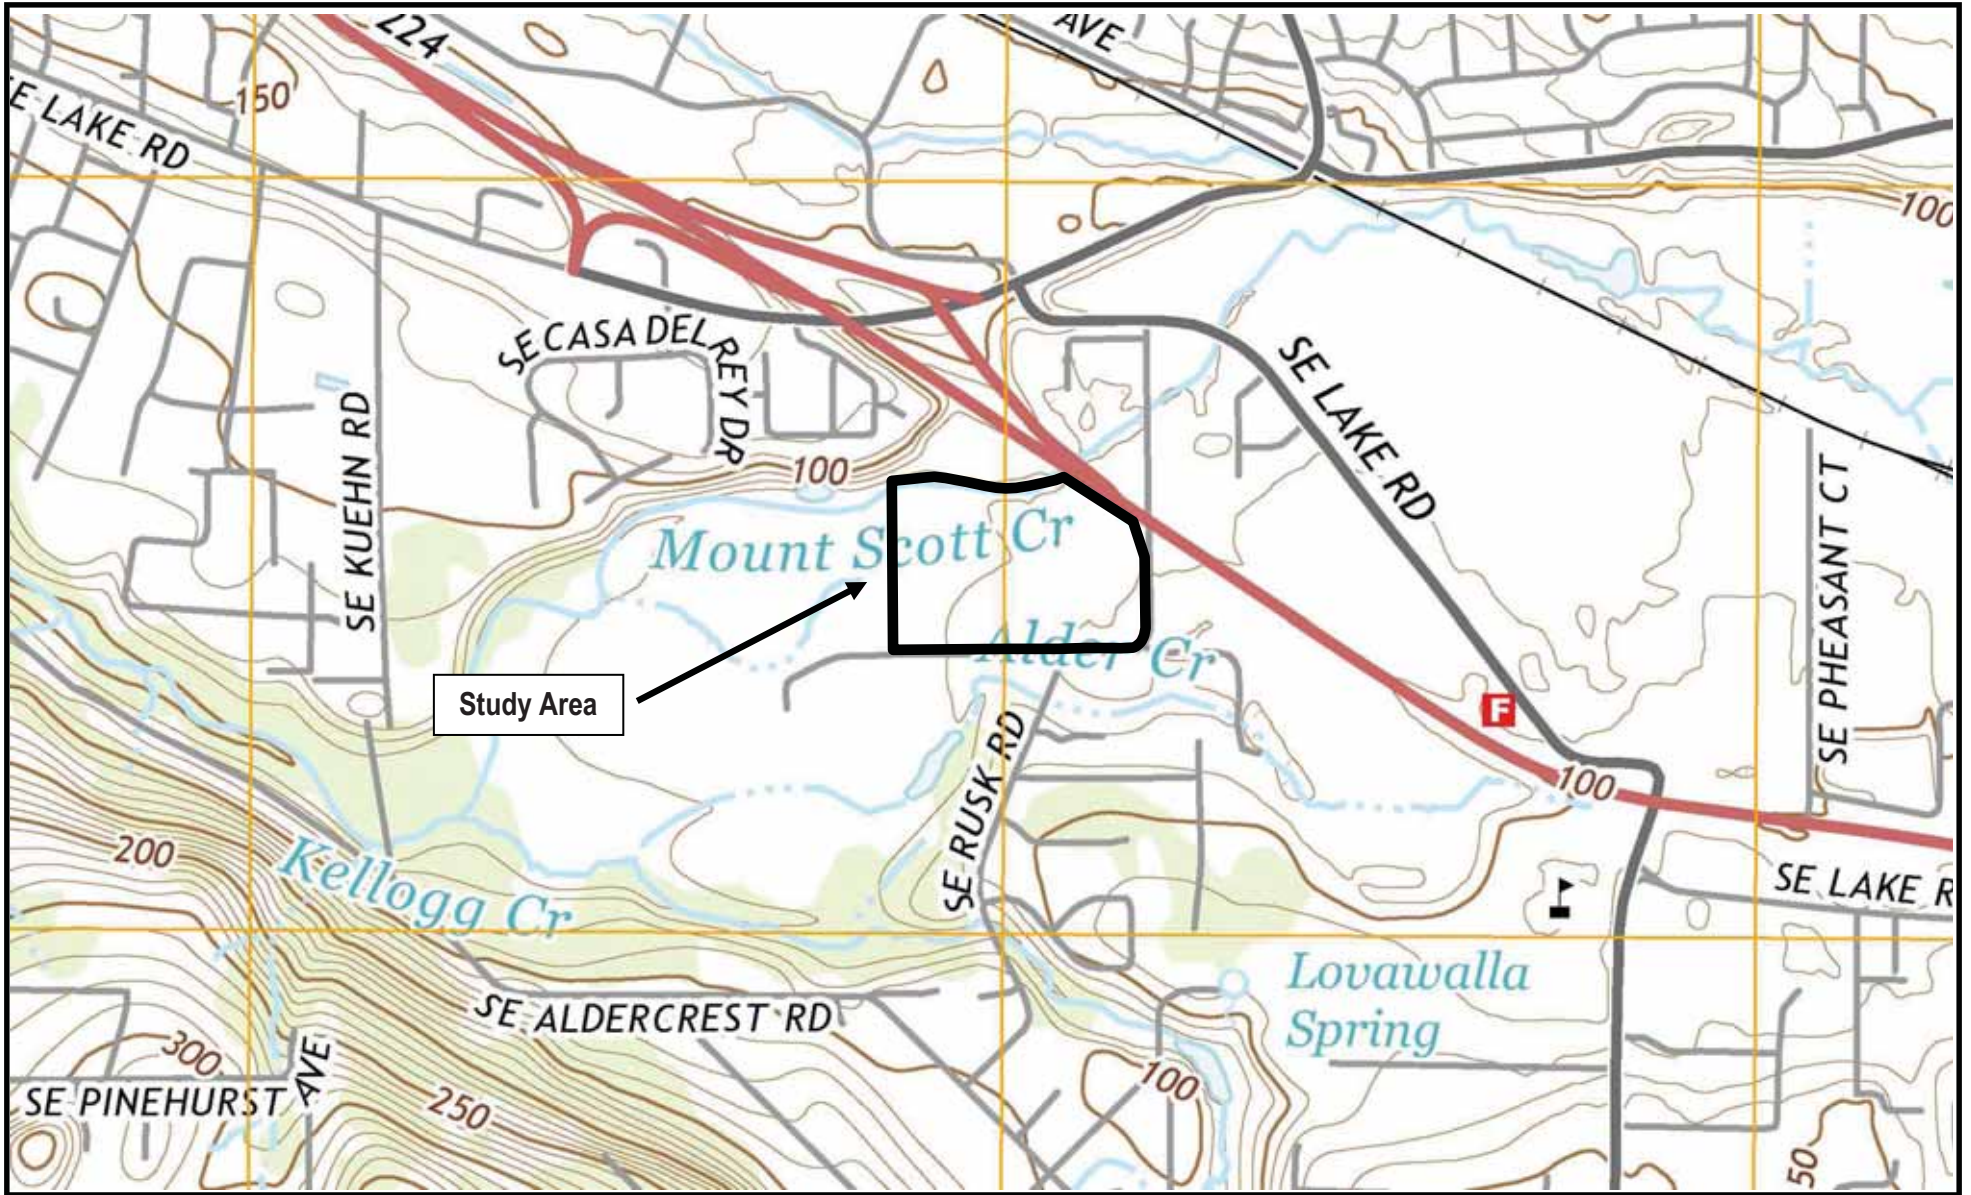 224
AVE
150
E LAKE RD
100
SE CASA DEL REY DR
SE LAKE RD
SE KUEHN RD
100
SE PHEASANT CT
Mount Scott Cr
Alder Cr
Study Area
F
SE RUSK RD
100
200
Kellogg Cr
SE LAKE R
Lovawalla
Spring
SE ALDERCREST RD
300
AVE
SE PINEHURST
250
100
50